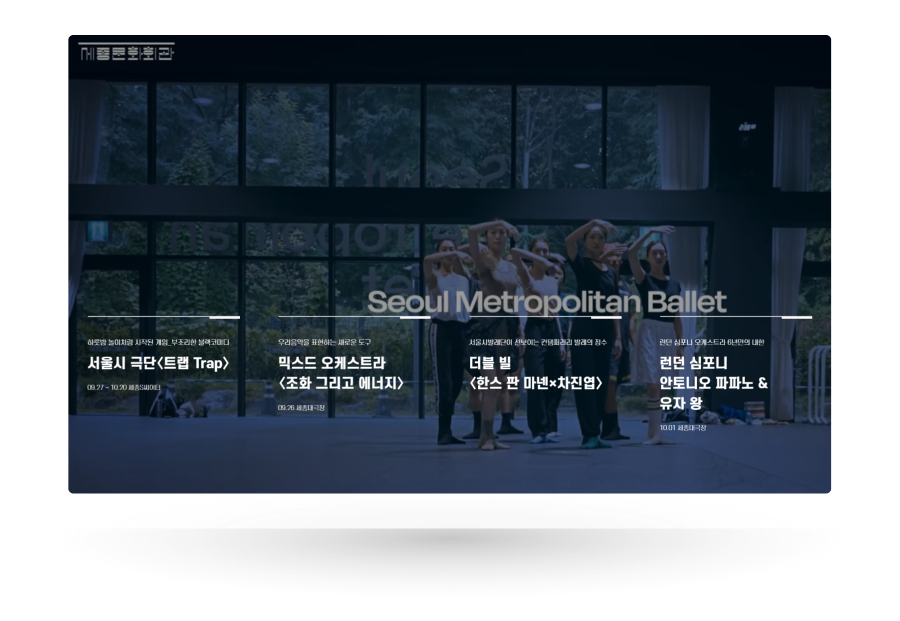 세종문화회관
Seoul Metropolitan Ballet
하룻밤 놀이처럼 시작된 게임_부조리한 블랙코미디
서울시 극단〈트랩 Trap〉
09.27 ~ 10.20 세종S씨어터
우리음악을 표현하는 새로운 도구
믹스드 오케스트라
〈조화 그리고 에너지〉
09.26 세종대극장
서울시발레단이 선보이는 컨템퍼러리 발레의 정수
더블 빌
〈한스 판 마넨×차진엽〉
런던 심포니 오케스트라 6년만의 내한
런던 심포니
안토니오 파파노 &
유자 왕
10.01 세종대극장